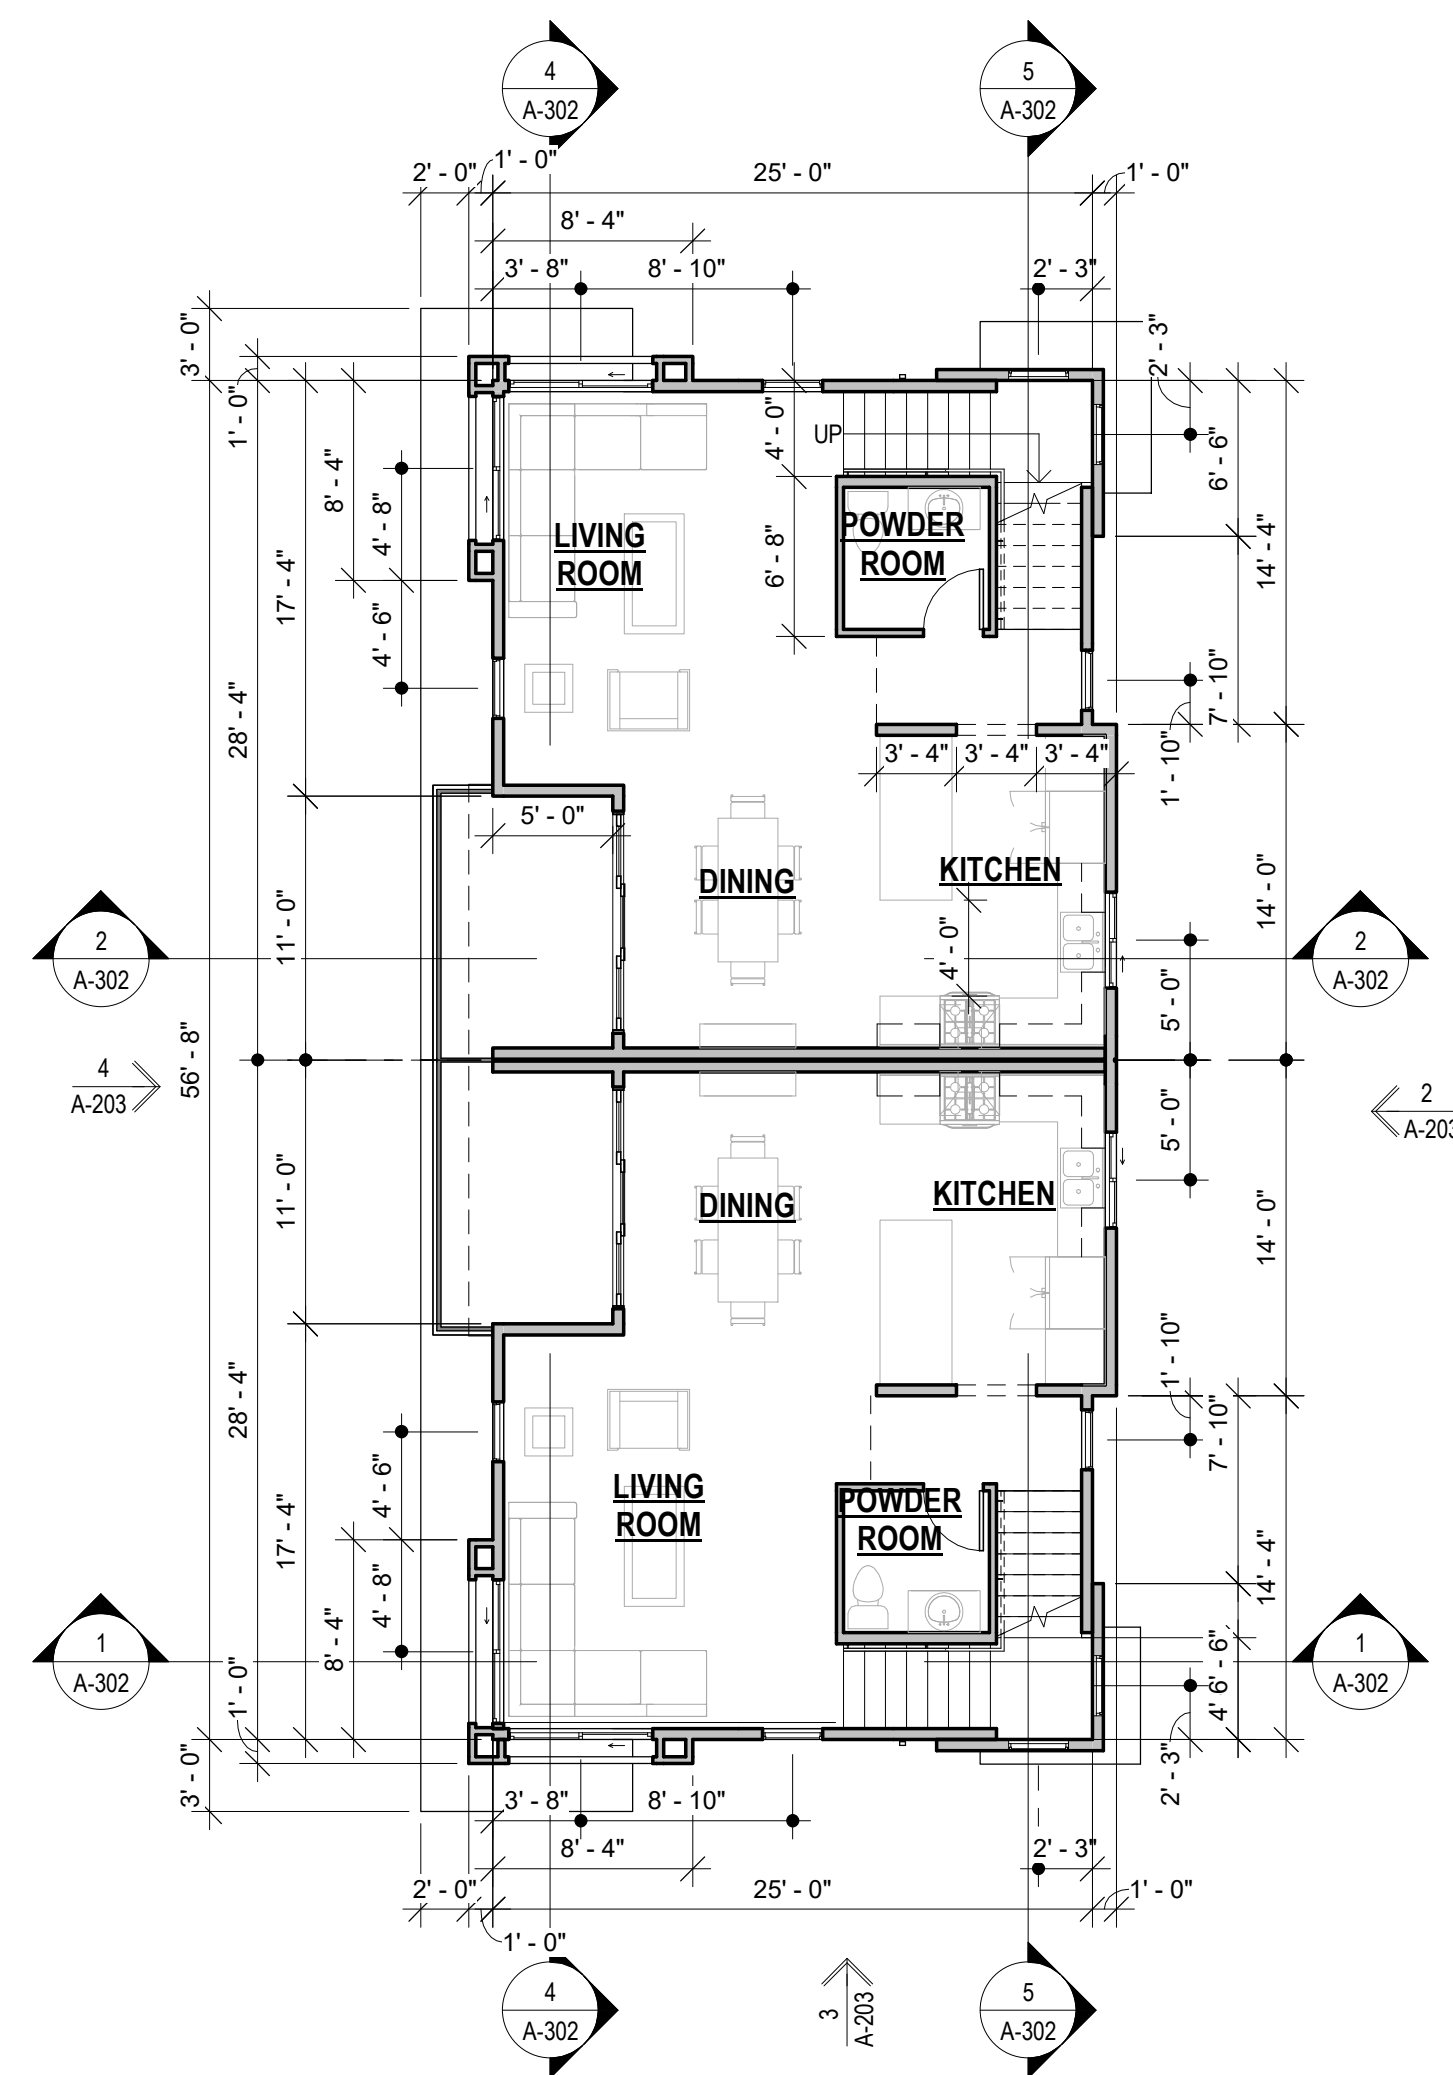 4
A-302
5
A-302
2' - 0"
1' - 0"
25' - 0"
1' - 0"
8' - 4"
3' - 8"
8' - 10"
2' - 3"
3' - 0"
1' - 0"
2' - 3"
8' - 4"
4' - 8"
4' - 0"
UP
6' - 6"
17' - 4"
LIVING
ROOM
6' - 8"
POWDER
ROOM
14' - 4"
4' - 6"
28' - 4"
7' - 10"
3' - 4"
3' - 4"
3' - 4"
1' - 10"
5' - 0"
DINING
KITCHEN
2
A-302
11' - 0"
4' - 0"
14' - 0"
2
A-302
5' - 0"
56' - 8"
4
A-203
2
A-203
5' - 0"
11' - 0"
DINING
KITCHEN
14' - 0"
1' - 10"
28' - 4"
7' - 10"
4' - 6"
LIVING
ROOM
POWDER
ROOM
17' - 4"
14' - 4"
4' - 8"
8' - 4"
1
A-302
1
A-302
1' - 0"
4'
6' - 6"
3' - 0"
2' - 3"
3' - 8"
8' - 10"
8' - 4"
2' - 3"
2' - 0"
25' - 0"
1' - 0"
1' - 0"
4
A-302
3
A-203
5
A-302